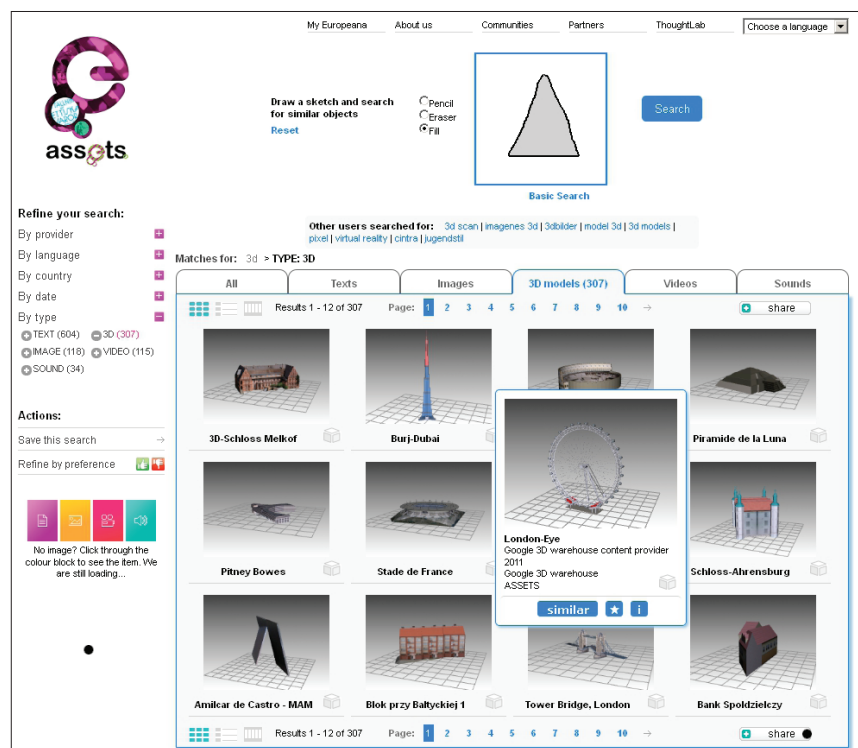 My Europeana
About us
Communities
Partners
ThoughtLab
Choose a language
assets
Draw a sketch and search
for similar objects
Reset
Pencil
Eraser
Fill
Search
Basic Search
Refine your search:
By provider
By language
By country
By date
By type
TEXT (604) 3D (307)
IMAGE (118) VIDEO (115)
SOUND (34)
Actions:
Save this search →
Refine by preference
No image? Click through the
colour block to see the item. We
are still loading...
Other users searched for: 3d scan | imagenes 3d | 3dbilder | model 3d | 3d models |
pixel | virtual reality | cintra | jugendstil
Matches for: 3d > TYPE: 3D
All
Texts
Images
3D models (307)
Videos
Sounds
Results 1 - 12 of 307 Page: 1 2 3 4 5 6 7 8 9 10 → share
3D-Schloss Melkof
Burj-Dubai
Piramide de la Luna
London-Eye
Google 3D warehouse content provider
2011
Google 3D warehouse
ASSETS
similar
i
Pitney Bowes
Stade de France
Schloss-Ahrensburg
Amilcar de Castro - MAM
Blok przy Bałtyckiej 1
Tower Bridge, London
Bank Spoldzielczy
Results 1 - 12 of 307 Page: 1 2 3 4 5 6 7 8 9 10 → share